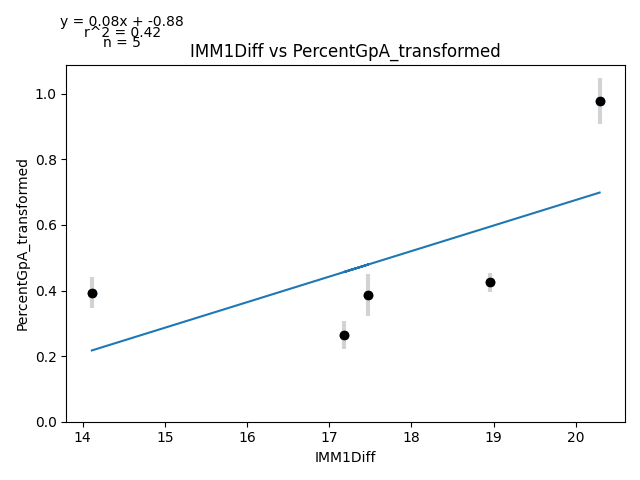 y = 0.08x + -0.88
r^2 = 0.42
n = 5
IMM1Diff vs PercentGpA_transformed
PercentGpA_transformed
1.0
0.8
0.6
0.4
0.2
0.0
14 15 16 17 18 19 20
IMM1Diff